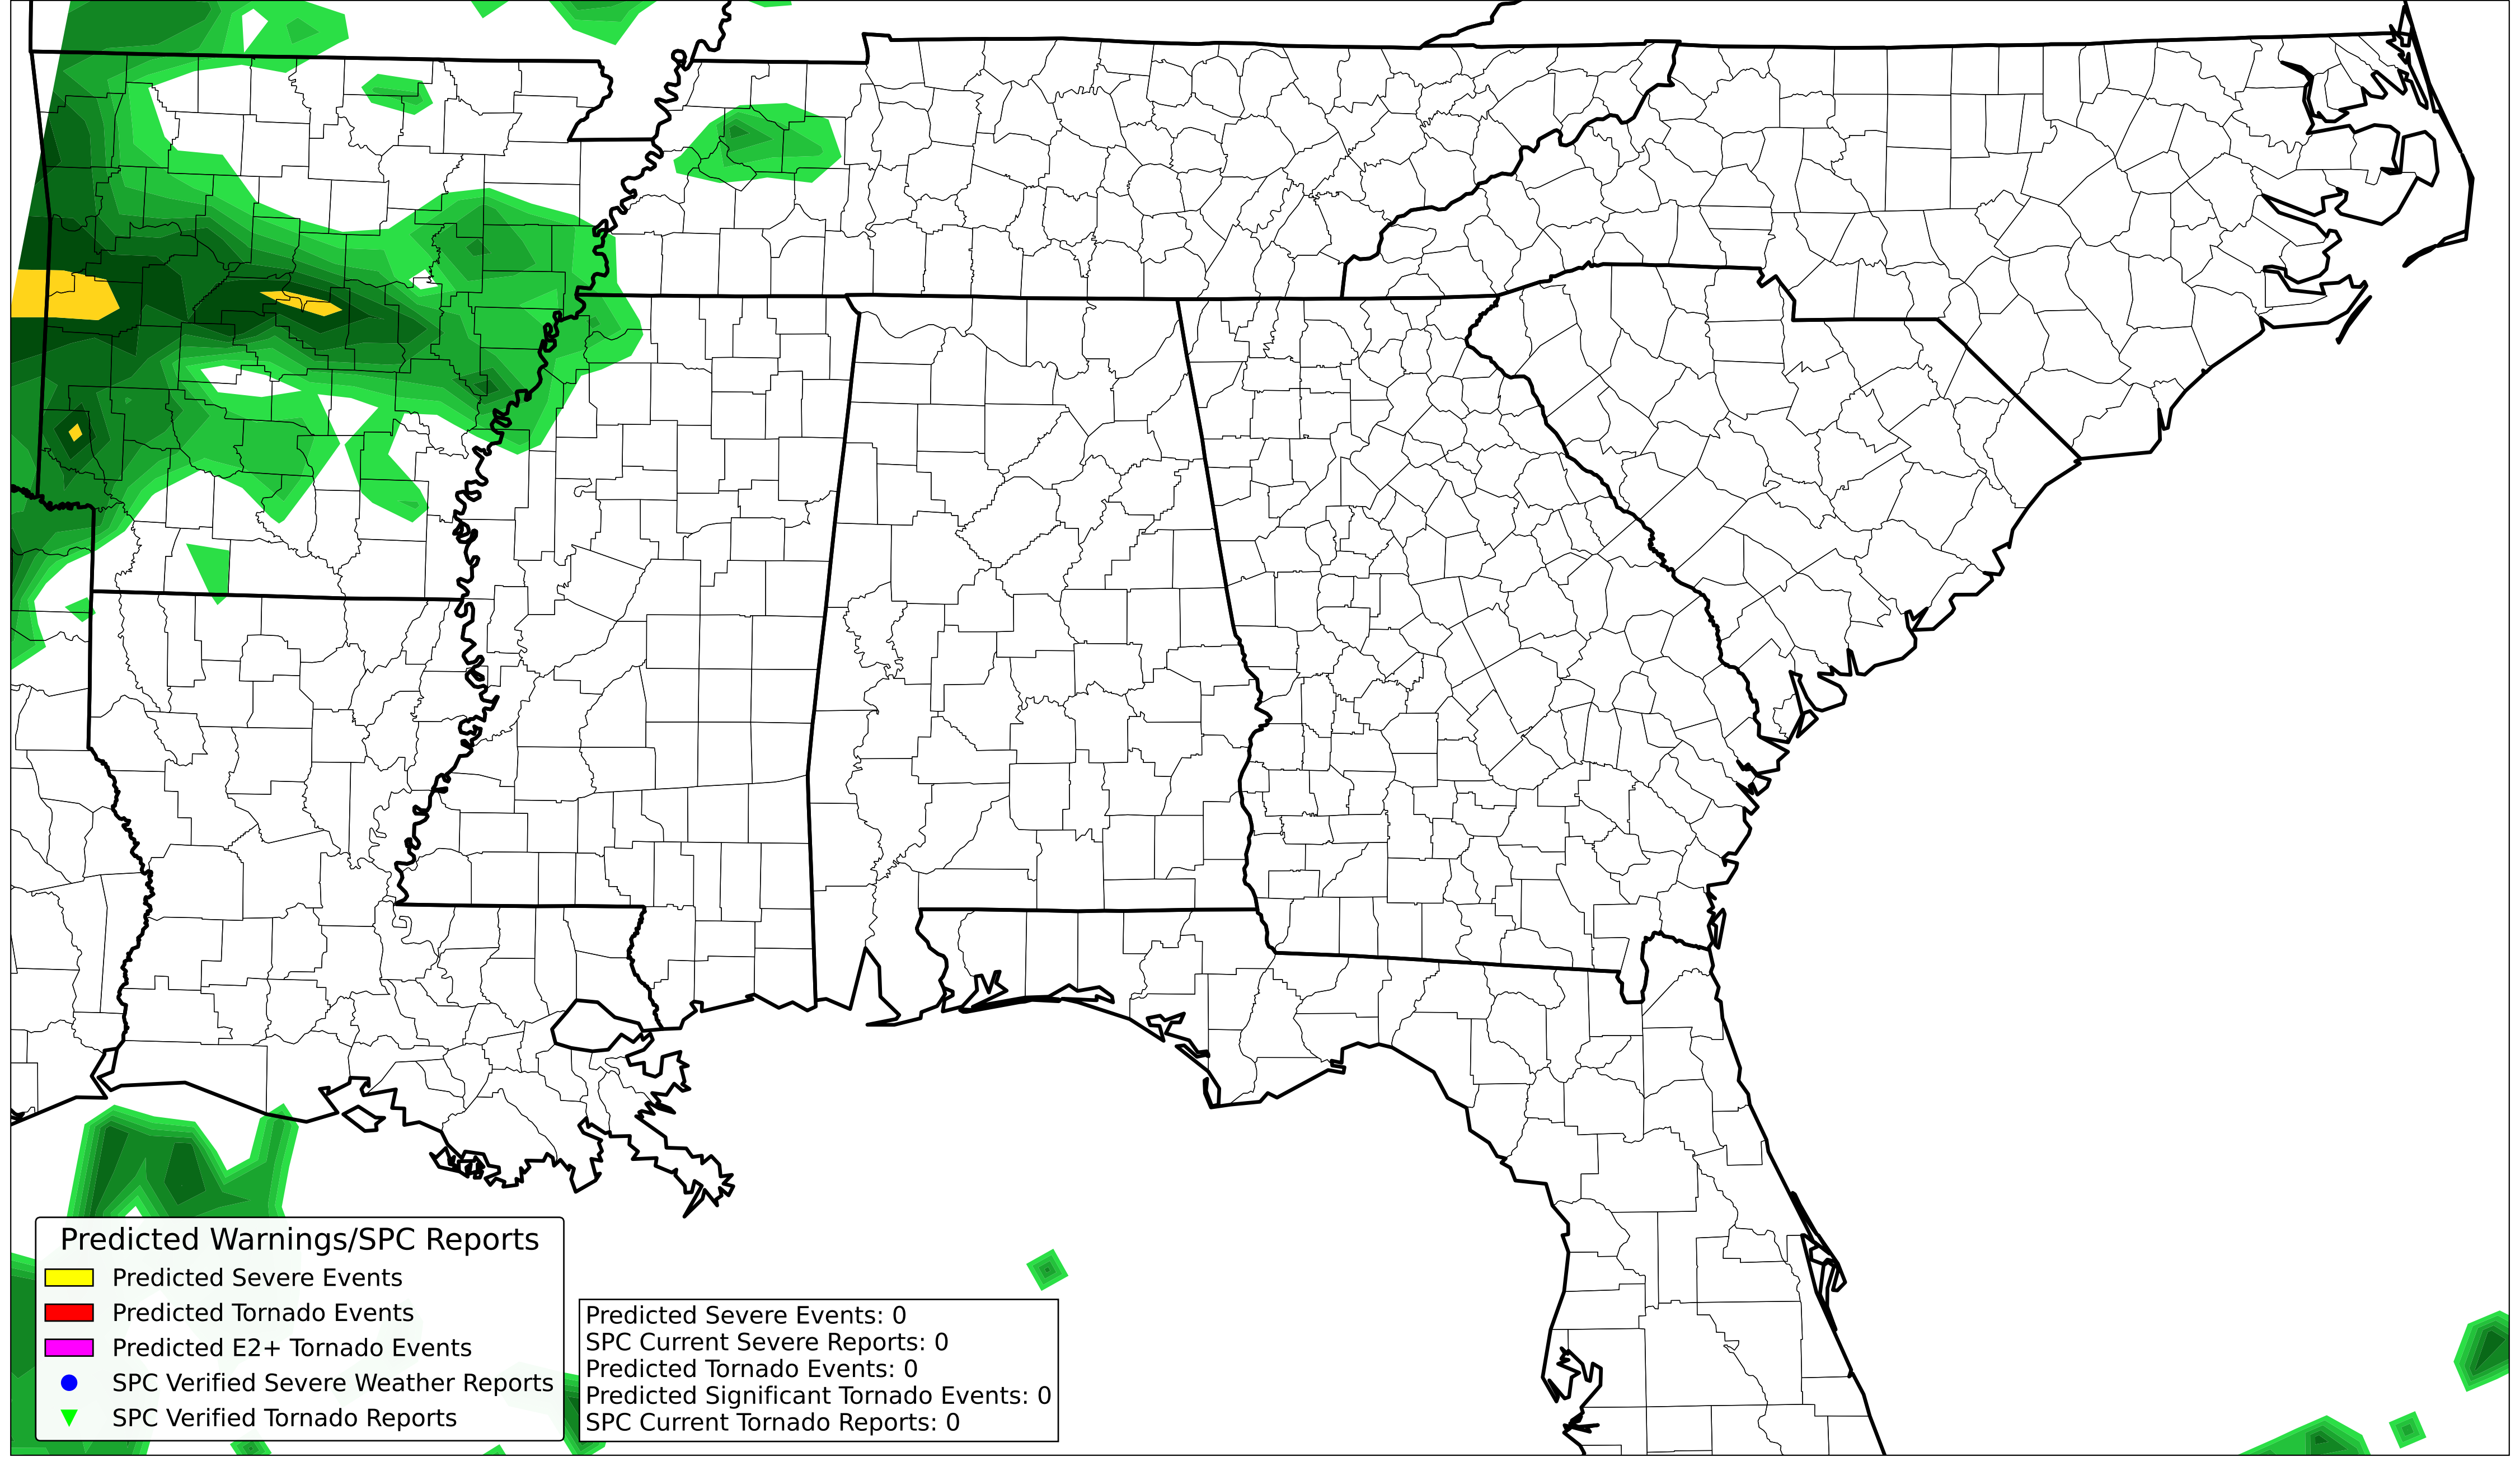 Predicted Warnings/SPC Reports
Predicted Severe Events
Predicted Tornado Events
Predicted E2+ Tornado Events
SPC Verified Severe Weather Reports
SPC Verified Tornado Reports
Predicted Severe Events: 0
SPC Current Severe Reports: 0
Predicted Tornado Events: 0
Predicted Significant Tornado Events: 0
SPC Current Tornado Reports: 0